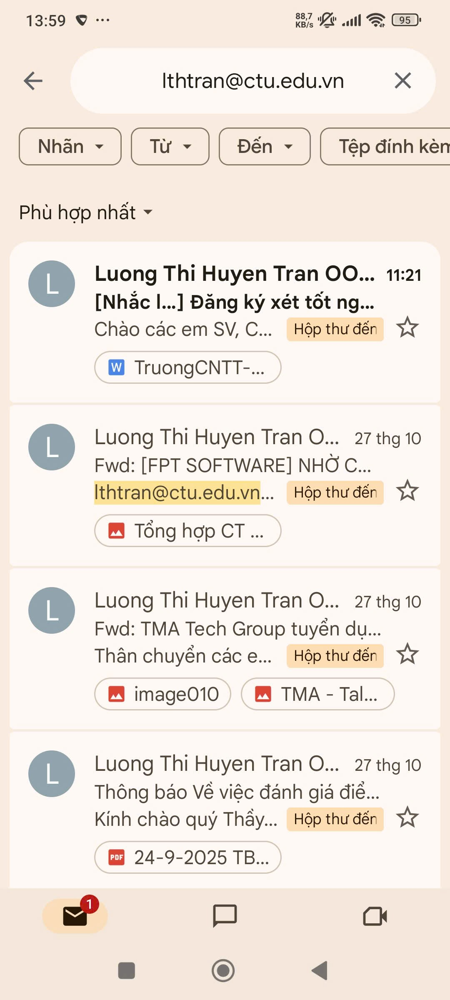 13:59 ... 88,7 KB/s 95
lthtran@ctu.edu.vn
Nhãn Từ Đến Tệp đính kèm
Phù hợp nhất
L Luong Thi Huyen Tran OO... 11:21
[Nhắc l...] Đăng ký xét tốt ng...
Chào các em SV, C... Hộp thư đến
W TruongCNTT-...
L Luong Thi Huyen Tran O... 27 thg 10
Fwd: [FPT SOFTWARE] NHỜ C...
lthtran@ctu.edu.vn... Hộp thư đến
Tổng hợp CT ...
L Luong Thi Huyen Tran O... 27 thg 10
Fwd: TMA Tech Group tuyển dụ...
Thân chuyển các e... Hộp thư đến
image010 TMA - Tal...
L Luong Thi Huyen Tran O... 27 thg 10
Thông báo Về việc đánh giá điể...
Kính chào quý Thầy... Hộp thư đến
PDF 24-9-2025 TB...
1